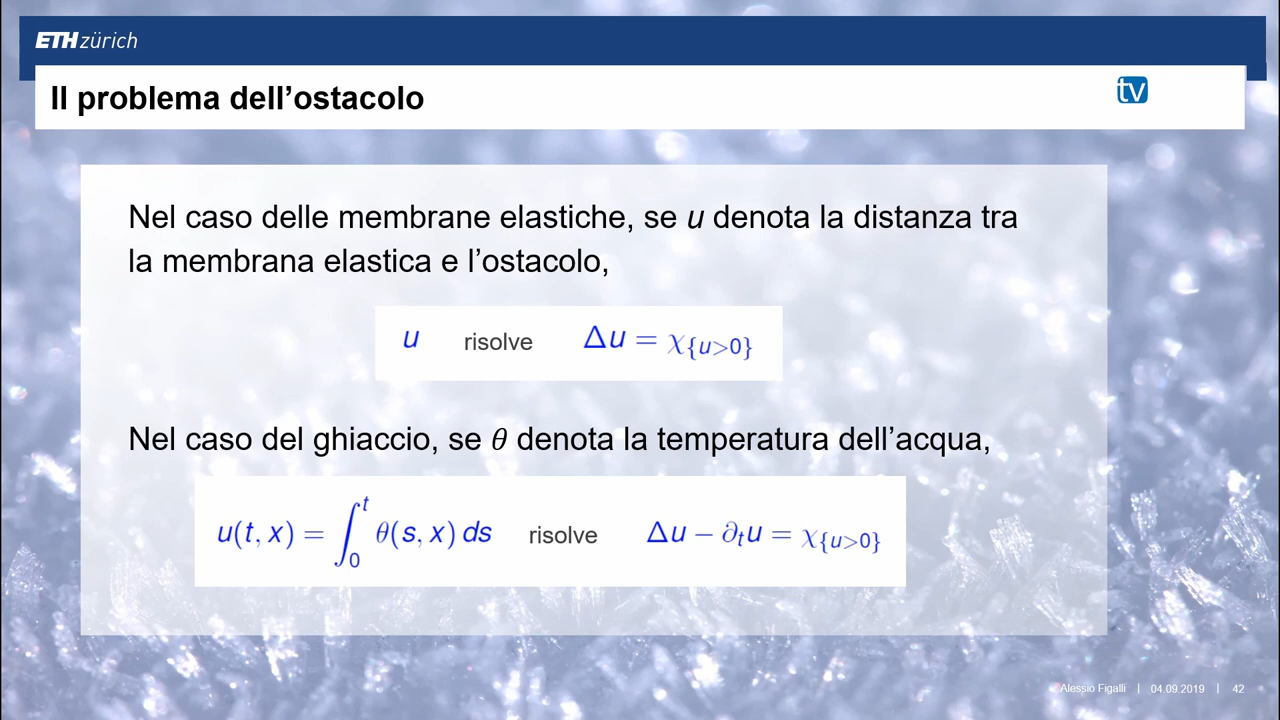 ETH zürich
Il problema dell’ostacolo
tv
Nel caso delle membrane elastiche, se u denota la distanza tra
la membrana elastica e l’ostacolo,
u risolve Δu = χ{u>0}
Nel caso del ghiaccio, se θ denota la temperatura dell’acqua,
u(t, x) = ∫₀ᵗ θ(s, x) ds risolve Δu − ∂ₜu = χ{u>0}
Alessio Figalli | 04.09.2019 | 42